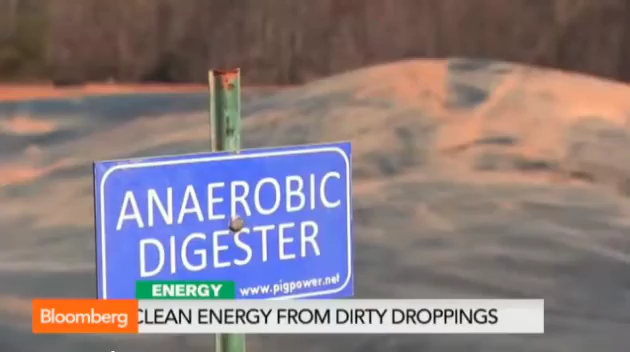 ANAEROBIC
DIGESTER
www.pigpower.net
ENERGY
Bloomberg
CLEAN ENERGY FROM DIRTY DROPPINGS